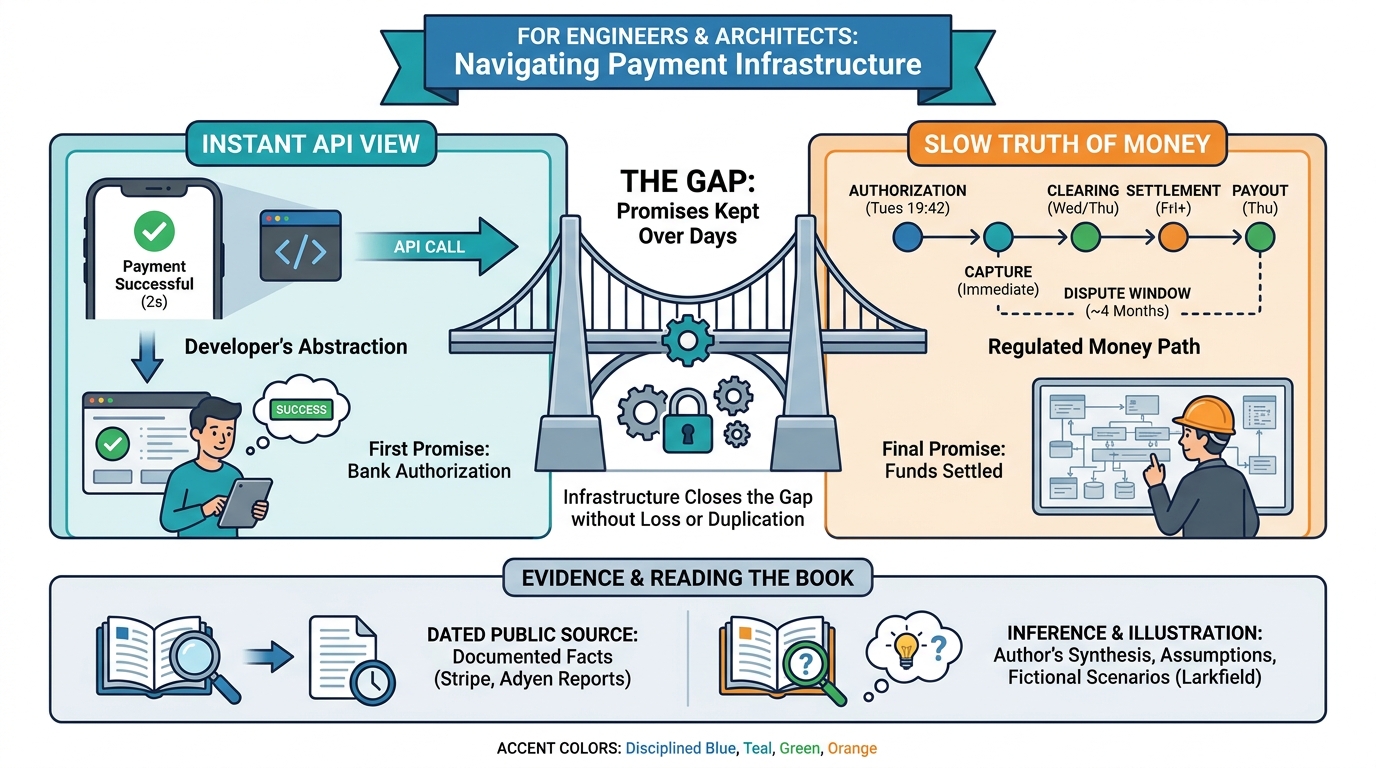 FOR ENGINEERS & ARCHITECTS:
Navigating Payment Infrastructure
INSTANT API VIEW
Payment
Successful
(2s)
</>
API CALL
Developer's Abstraction
SUCCESS
First Promise:
Bank Authorization
THE GAP:
Promises Kept
Over Days
Infrastructure Closes the Gap
without Loss or Duplication
SLOW TRUTH OF MONEY
AUTHORIZATION
(Tues 19:42)
CAPTURE
(Immediate)
CLEARING
(Wed/Thu)
SETTLEMENT
(Fri+)
PAYOUT
(Thu)
DISPUTE WINDOW
(~4 Months)
Regulated Money Path
Final Promise:
Funds Settled
EVIDENCE & READING THE BOOK
DATED PUBLIC SOURCE:
Documented Facts
(Stripe, Adyen Reports)
?
?
INFERENCE & ILLUSTRATION:
Author's Synthesis, Assumptions,
Fictional Scenarios (Larkfield)
ACCENT COLORS: Disciplined Blue, Teal, Green, Orange